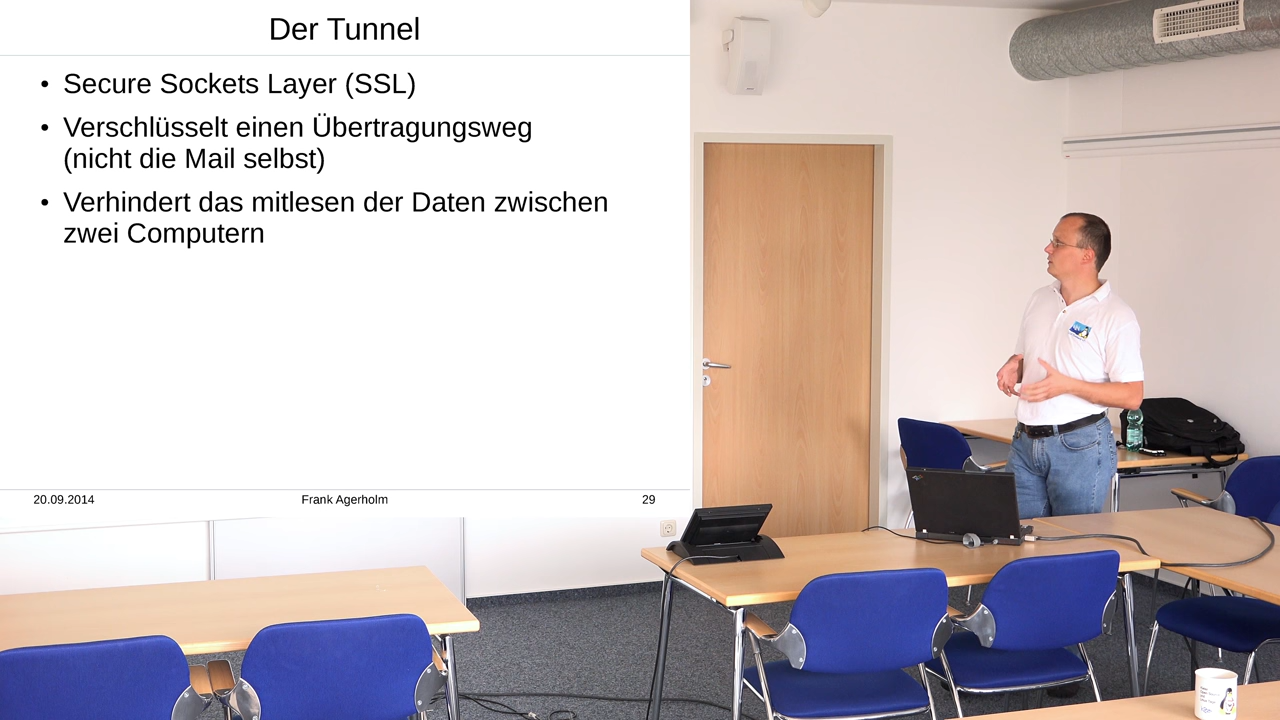 Der Tunnel
• Secure Sockets Layer (SSL)
• Verschlüsselt einen Übertragungsweg
(nicht die Mail selbst)
• Verhindert das mitlesen der Daten zwischen
zwei Computern
20.09.2014 Frank Agerholm 29